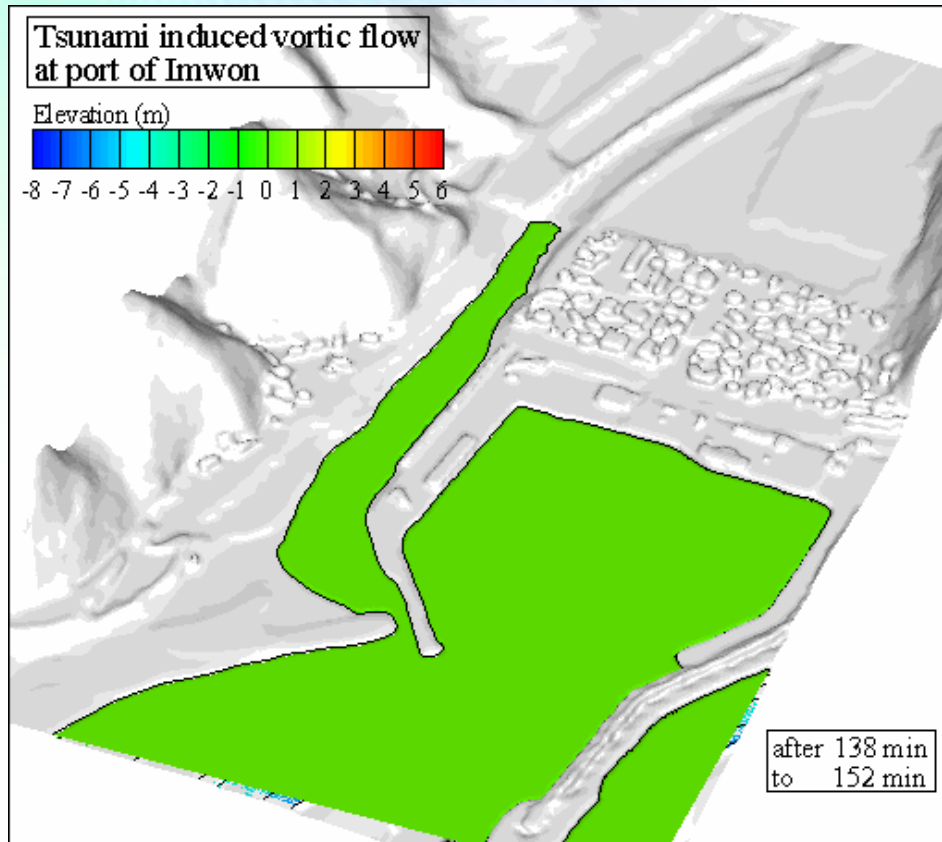 Tsunami induced vortic flow
at port of Imwon
Elevation (m)
-8 -7 -6 -5 -4 -3 -2 -1 0 1 2 3 4 5 6
after 138 min
to 152 min